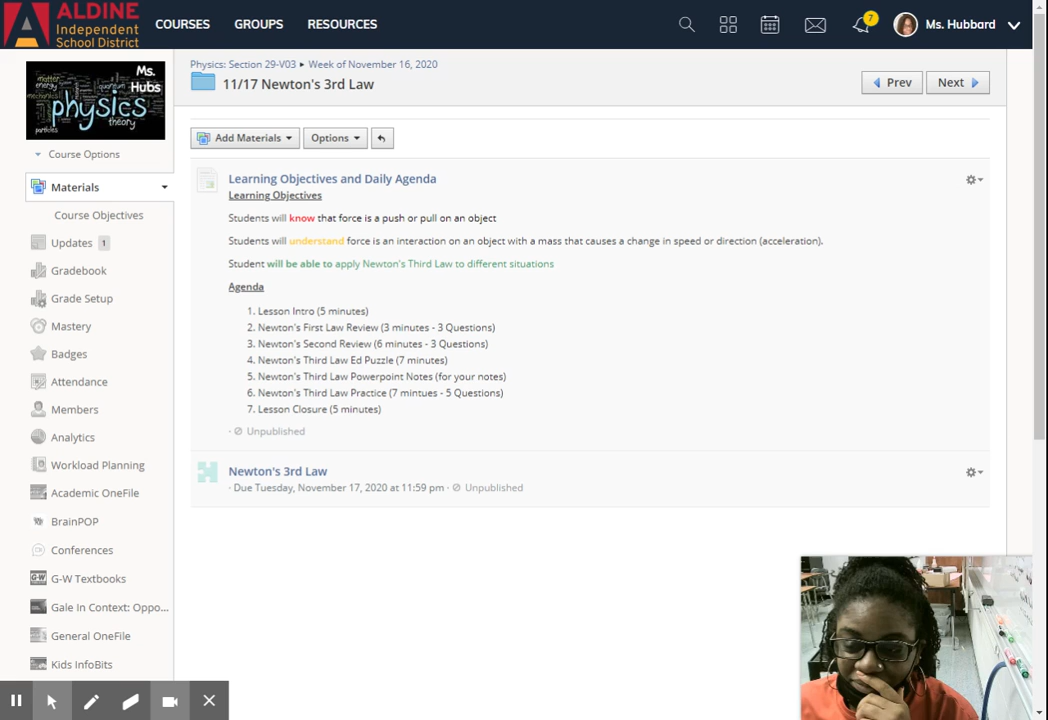 ALDINE
Independent
School District
COURSES
GROUPS
RESOURCES
7
Ms. Hubbard
Ms.
Hubs
matter
energy
quantum
mechanics
physics
particles
theory
Course Options
Materials
Course Objectives
Updates 1
Gradebook
Grade Setup
Mastery
Badges
Attendance
Members
Analytics
Workload Planning
Academic OneFile
BrainPOP
Conferences
G-W G-W Textbooks
Gale In Context: Oppo...
General OneFile
Kids InfoBits
Physics: Section 29-V03 ▸ Week of November 16, 2020
11/17 Newton's 3rd Law
Prev
Next
Add Materials
Options
Learning Objectives and Daily Agenda
Learning Objectives
Students will know that force is a push or pull on an object
Students will understand force is an interaction on an object with a mass that causes a change in speed or direction (acceleration).
Student will be able to apply Newton's Third Law to different situations
Agenda
1. Lesson Intro (5 minutes)
2. Newton's First Law Review (3 minutes - 3 Questions)
3. Newton's Second Review (6 minutes - 3 Questions)
4. Newton's Third Law Ed Puzzle (7 minutes)
5. Newton's Third Law Powerpoint Notes (for your notes)
6. Newton's Third Law Practice (7 mintues - 5 Questions)
7. Lesson Closure (5 minutes)
· Unpublished
Newton's 3rd Law
· Due Tuesday, November 17, 2020 at 11:59 pm · Unpublished